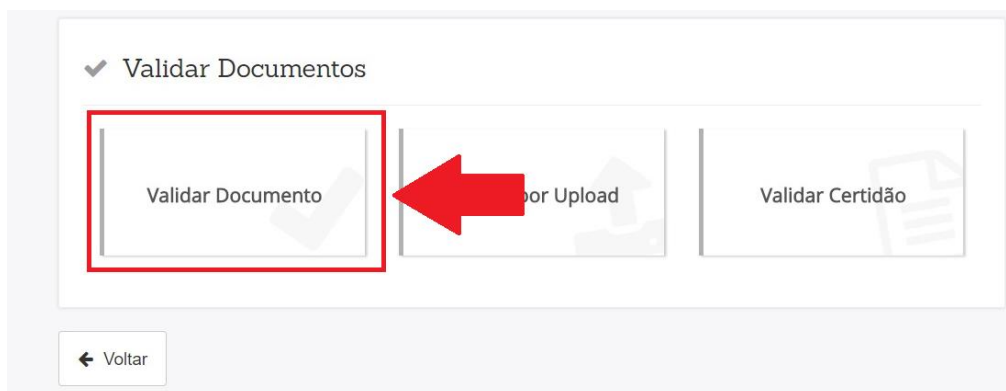 Validar Documentos
Validar Documento
por Upload
Validar Certidão
Voltar